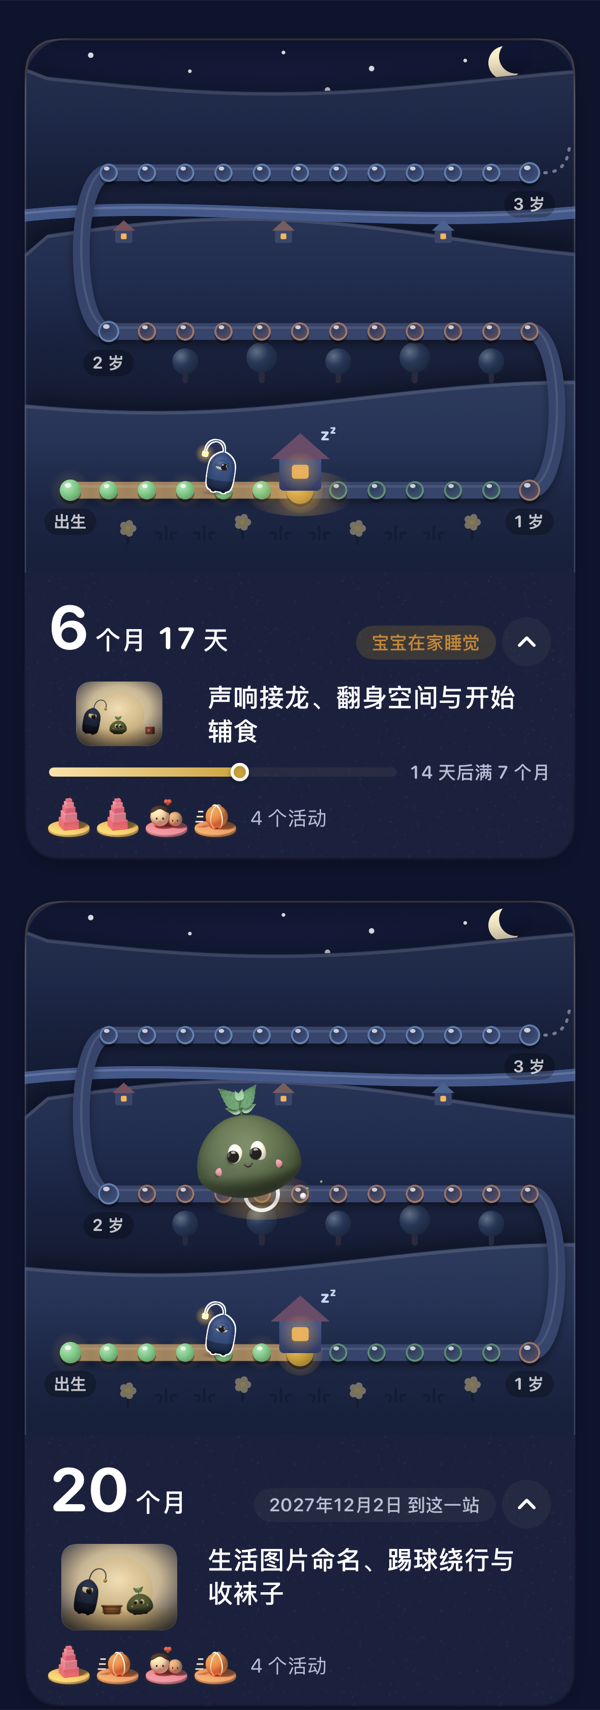 3 岁
2 岁
zz
出生
1 岁
6 个月 17 天
宝宝在家睡觉
声响接龙、翻身空间与开始
辅食
14 天后满 7 个月
4 个活动
3 岁
2 岁
zz
出生
1 岁
20 个月
2027年12月2日 到这一站
生活图片命名、踢球绕行与
收袜子
4 个活动